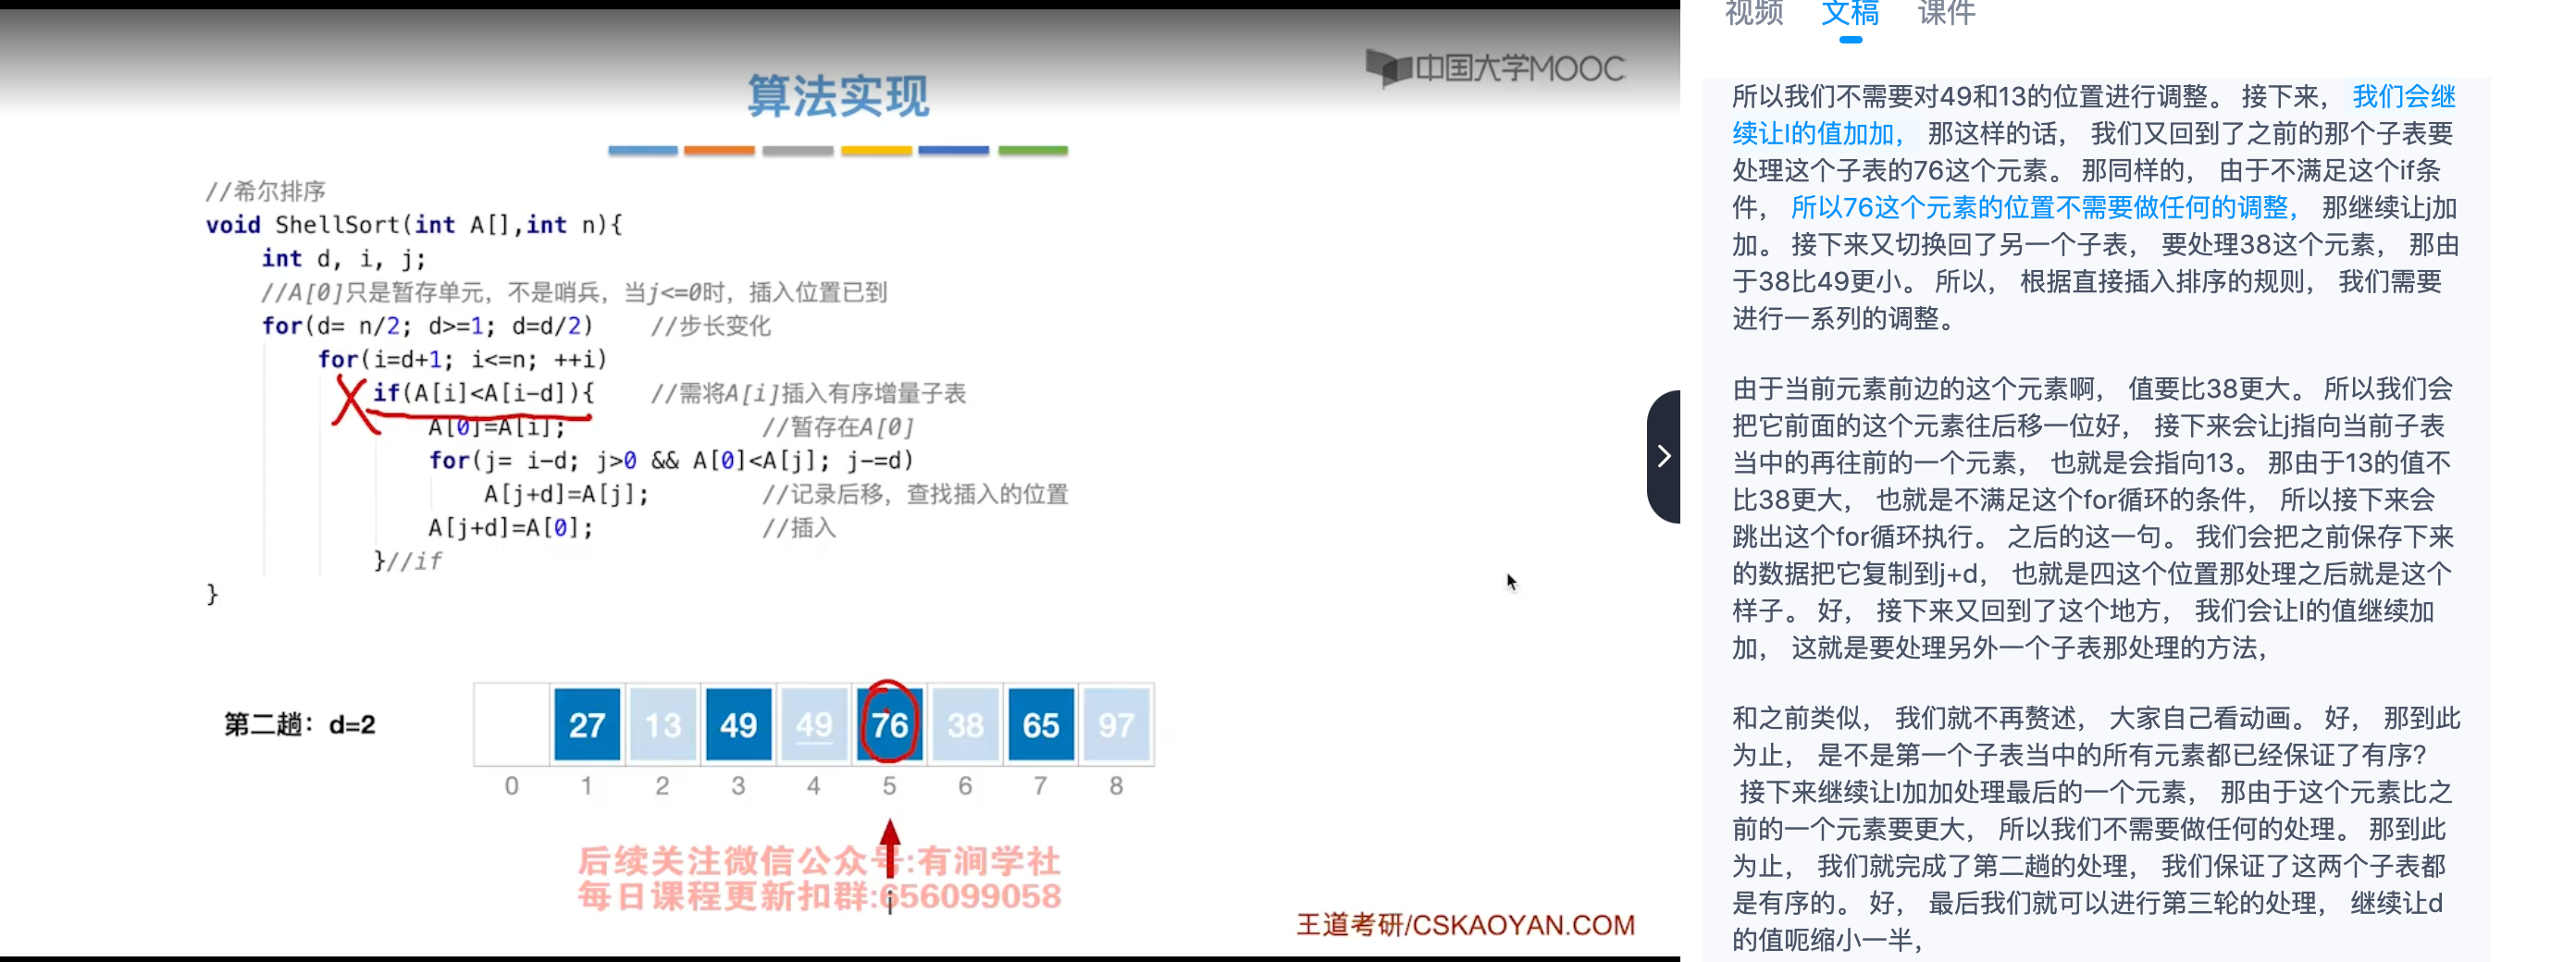 中国大学MOOC
算法实现
//希尔排序
void ShellSort(int A[],int n){
int d, i, j;
//A[0]只是暂存单元，不是哨兵，当j<=0时，插入位置已到
for(d= n/2; d>=1; d=d/2) //步长变化
for(i=d+1; i<=n; ++i)
if(A[i]<A[i-d]){ //需将A[i]插入有序增量子表
A[0]=A[i]; //暂存在A[0]
for(j= i-d; j>0 && A[0]<A[j]; j-=d)
A[j+d]=A[j]; //记录后移，查找插入的位置
A[j+d]=A[0]; //插入
}//if
}
第二趟：d=2
27 13 49 49 76 38 65 97
0 1 2 3 4 5 6 7 8
i
后续关注微信公众号:有涧学社
每日课程更新扣群:656099058
王道考研/CSKAOYAN.COM
视频 文稿 课件
所以我们不需要对49和13的位置进行调整。 接下来， 我们会继
续让I的值加加， 那这样的话， 我们又回到了之前的那个子表要
处理这个子表的76这个元素。 那同样的， 由于不满足这个if条
件， 所以76这个元素的位置不需要做任何的调整， 那继续让j加
加。 接下来又切换回了另一个子表， 要处理38这个元素， 那由
于38比49更小。 所以， 根据直接插入排序的规则， 我们需要
进行一系列的调整。
由于当前元素前边的这个元素啊， 值要比38更大。 所以我们会
把它前面的这个元素往后移一位好， 接下来会让j指向当前子表
当中的再往前的一个元素， 也就是会指向13。 那由于13的值不
比38更大， 也就是不满足这个for循环的条件， 所以接下来会
跳出这个for循环执行。 之后的这一句。 我们会把之前保存下来
的数据把它复制到j+d， 也就是四这个位置那处理之后就是这个
样子。 好， 接下来又回到了这个地方， 我们会让I的值继续加
加， 这就是要处理另外一个子表那处理的方法，
和之前类似， 我们就不再赘述， 大家自己看动画。 好， 那到此
为止， 是不是第一个子表当中的所有元素都已经保证了有序?
接下来继续让I加加处理最后的一个元素， 那由于这个元素比之
前的一个元素要更大， 所以我们不需要做任何的处理。 那到此
为止， 我们就完成了第二趟的处理， 我们保证了这两个子表都
是有序的。 好， 最后我们就可以进行第三轮的处理， 继续让d
的值呃缩小一半，